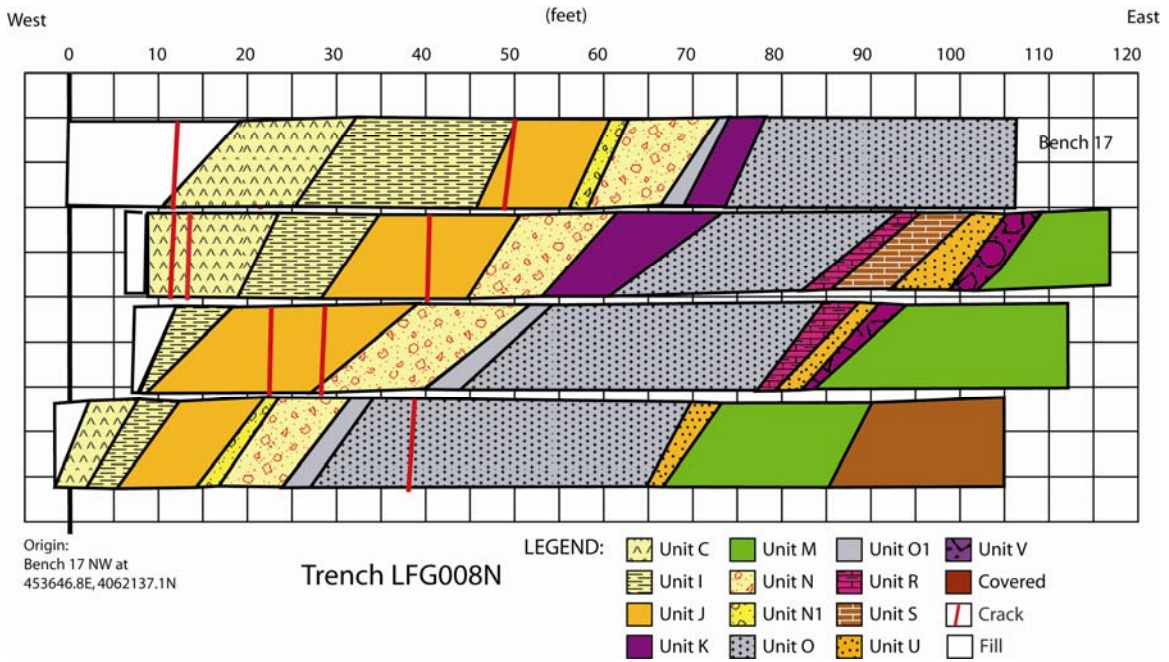 West (feet) East
0 10 20 30 40 50 60 70 80 90 100 110 120
Bench 17
Origin:
Bench 17 NW at
453646.8E, 4062137.1N
Trench LFG008N
LEGEND:
Unit C Unit M Unit O1 Unit V
Unit I Unit N Unit R Covered
Unit J Unit N1 Unit S Crack
Unit K Unit O Unit U Fill